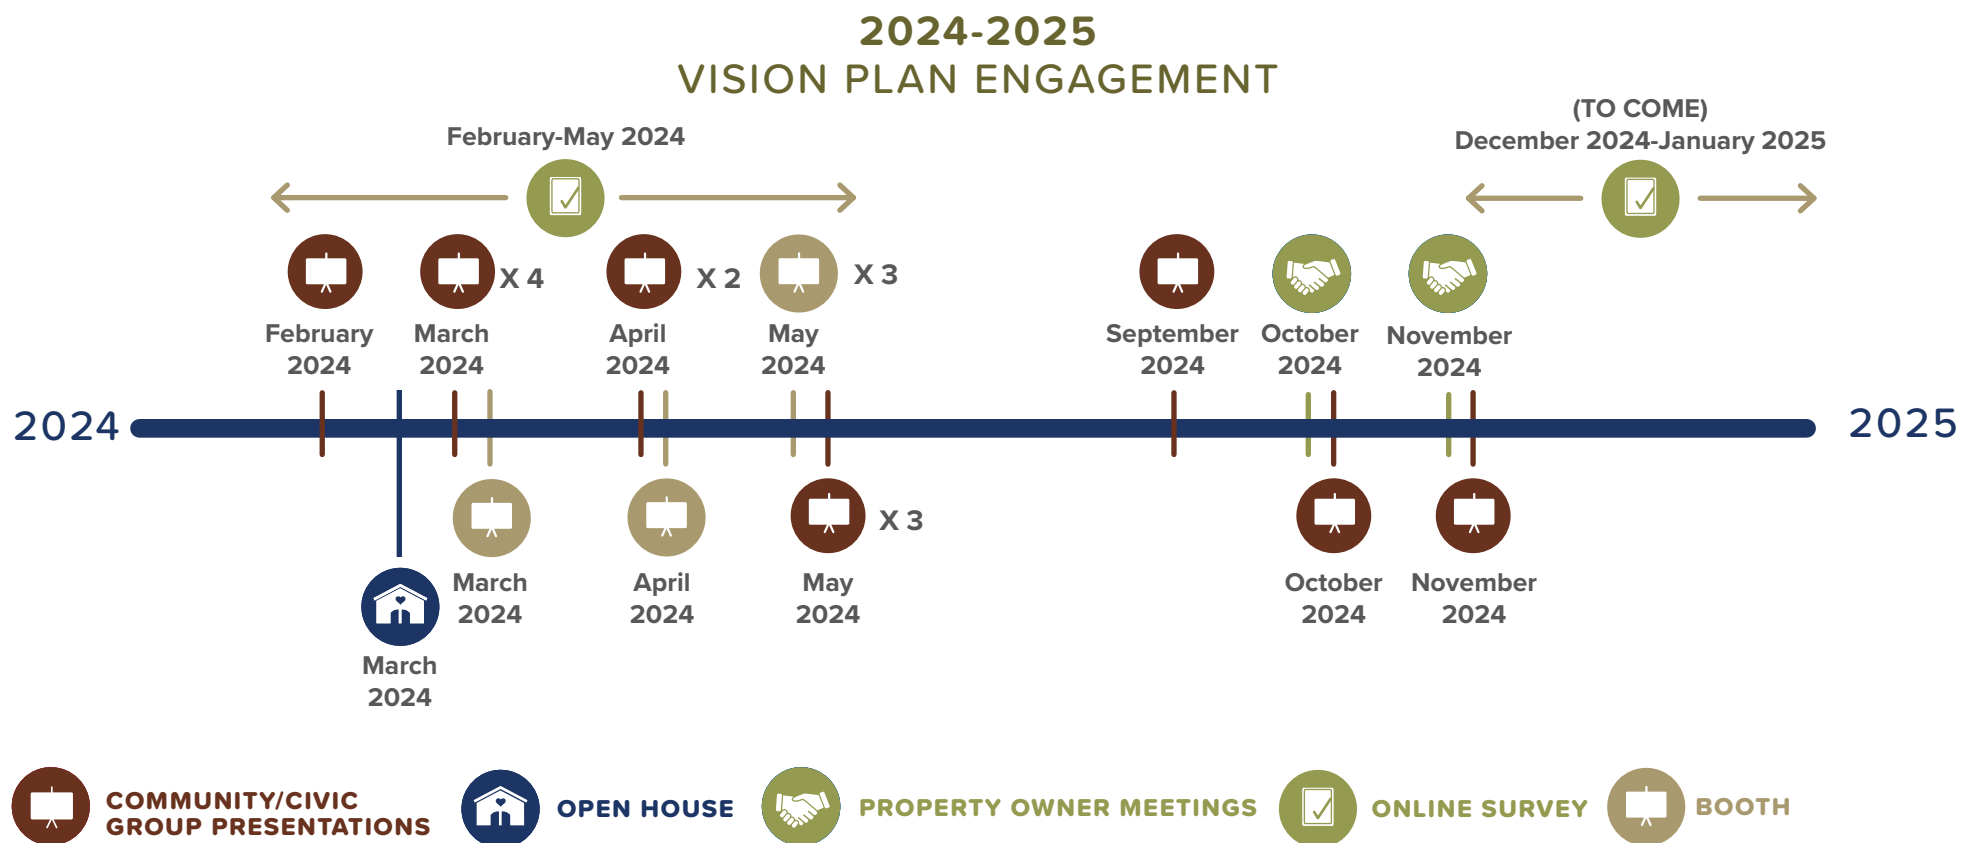 2024-2025
VISION PLAN ENGAGEMENT
(TO COME)
February-May 2024
December 2024-January 2025
X 4
X 2
X 3
February
2024
March
2024
April
2024
May
2024
September
2024
October
2024
November
2024
2024
2025
X 3
March
2024
April
2024
May
2024
October
2024
November
2024
March
2024
COMMUNITY/CIVIC
GROUP PRESENTATIONS
OPEN HOUSE
PROPERTY OWNER MEETINGS
ONLINE SURVEY
BOOTH